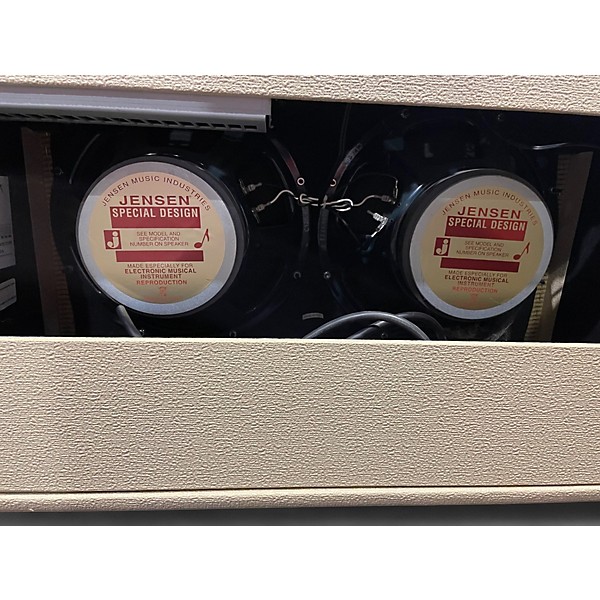 JENSEN MUSIC INDUSTRIES
JENSEN
SPECIAL DESIGN
j
SEE MODEL AND
SPECIFICATION
NUMBER ON SPEAKER
MADE ESPECIALLY FOR
ELECTRONIC MUSICAL
INSTRUMENT
REPRODUCTION
JENSEN MUSIC INDUSTRIES
JENSEN
SPECIAL DESIGN
j
SEE MODEL AND
SPECIFICATION
NUMBER ON SPEAKER
MADE ESPECIALLY FOR
ELECTRONIC MUSICAL
INSTRUMENT
REPRODUCTION